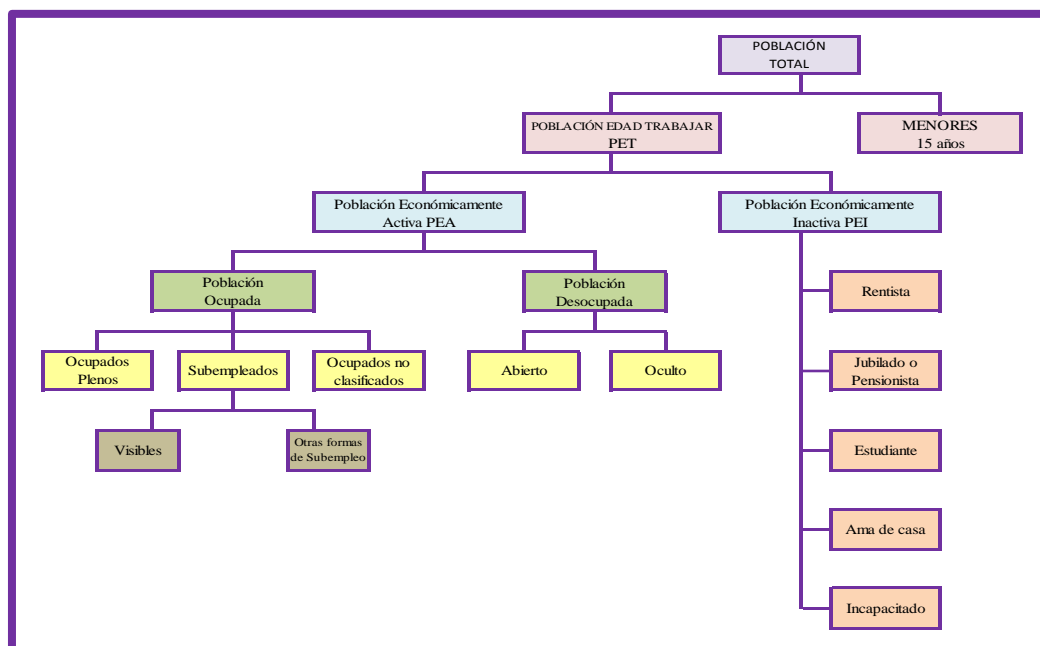 POBLACIÓN
TOTAL
POBLACIÓN EDAD TRABAJAR
PET
MENORES
15 años
Población Económicamente
Activa PEA
Población Económicamente
Inactiva PEI
Población
Ocupada
Población
Desocupada
Rentista
Ocupados
Plenos
Subempleados
Ocupados no
clasificados
Abierto
Oculto
Jubilado o
Pensionista
Visibles
Otras formas
de Subempleo
Estudiante
Ama de casa
Incapacitado